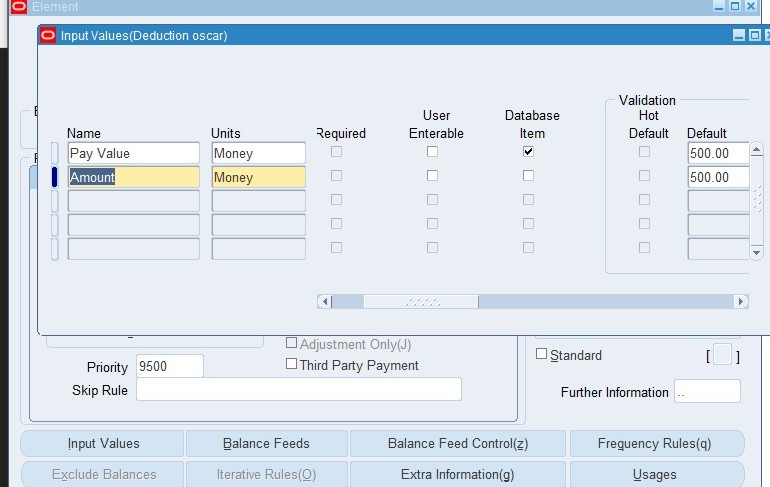 Element
Input Values(Deduction oscar)
Validation
User Database Hot
Name Units Required Enterable Item Default Default
Pay Value Money 500.00
Amount Money 500.00
Adjustment Only(J)
Standard [ ]
Priority 9500 Third Party Payment
Skip Rule Further Information ..
Input Values Balance Feeds Balance Feed Control(z) Frequency Rules(q)
Exclude Balances Iterative Rules(O) Extra Information(g) Usages